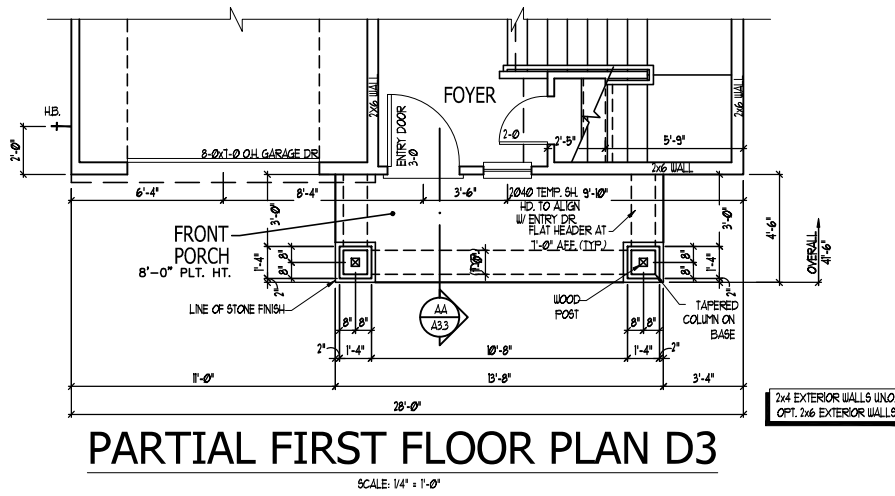 H.B.
2'-0"
2x6 WALL
ENTRY DOOR
3-0
FOYER
2-0
2'-5"
5'-9"
2x6 WALL
2x6 WALL
8-0x7-0 O.H. GARAGE DR.
6'-4"
8'-4"
3'-6"
2040 TEMP. SH.
9'-10"
HD. TO ALIGN
W/ ENTRY DR.
FLAT HEADER AT
7'-0" A.F.F. (TYP.)
3'-0"
3'-0"
4'-6"
OVERALL
41'-6"
FRONT
PORCH
8'-0" PLT. HT.
1'-4"
8"
8"
2"
8"
8"
1'-4"
2"
LINE OF STONE FINISH
AA
A3.3
WOOD
POST
TAPERED
COLUMN ON
BASE
8"
8"
8"
8"
2"
1'-4"
10'-8"
1'-4"
2"
11'-0"
13'-8"
3'-4"
28'-0"
2x4 EXTERIOR WALLS U.N.O.
OPT. 2x6 EXTERIOR WALLS
PARTIAL FIRST FLOOR PLAN D3
SCALE: 1/4" = 1'-0"